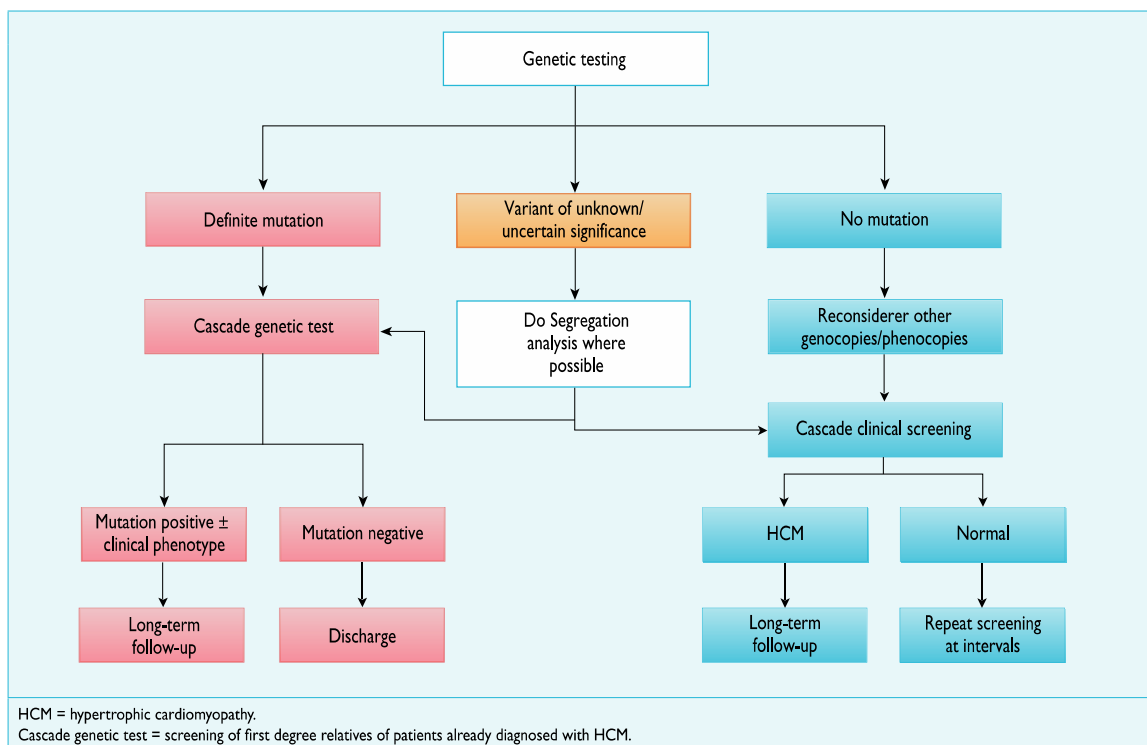 Genetic testing
Definite mutation
Variant of unknown/
uncertain significance
No mutation
Cascade genetic test
Do Segregation
analysis where
possible
Reconsiderer other
genocopies/phenocopies
Cascade clinical screening
Mutation positive ±
clinical phenotype
Mutation negative
HCM
Normal
Long-term
follow-up
Discharge
Long-term
follow-up
Repeat screening
at intervals
HCM = hypertrophic cardiomyopathy.
Cascade genetic test = screening of first degree relatives of patients already diagnosed with HCM.